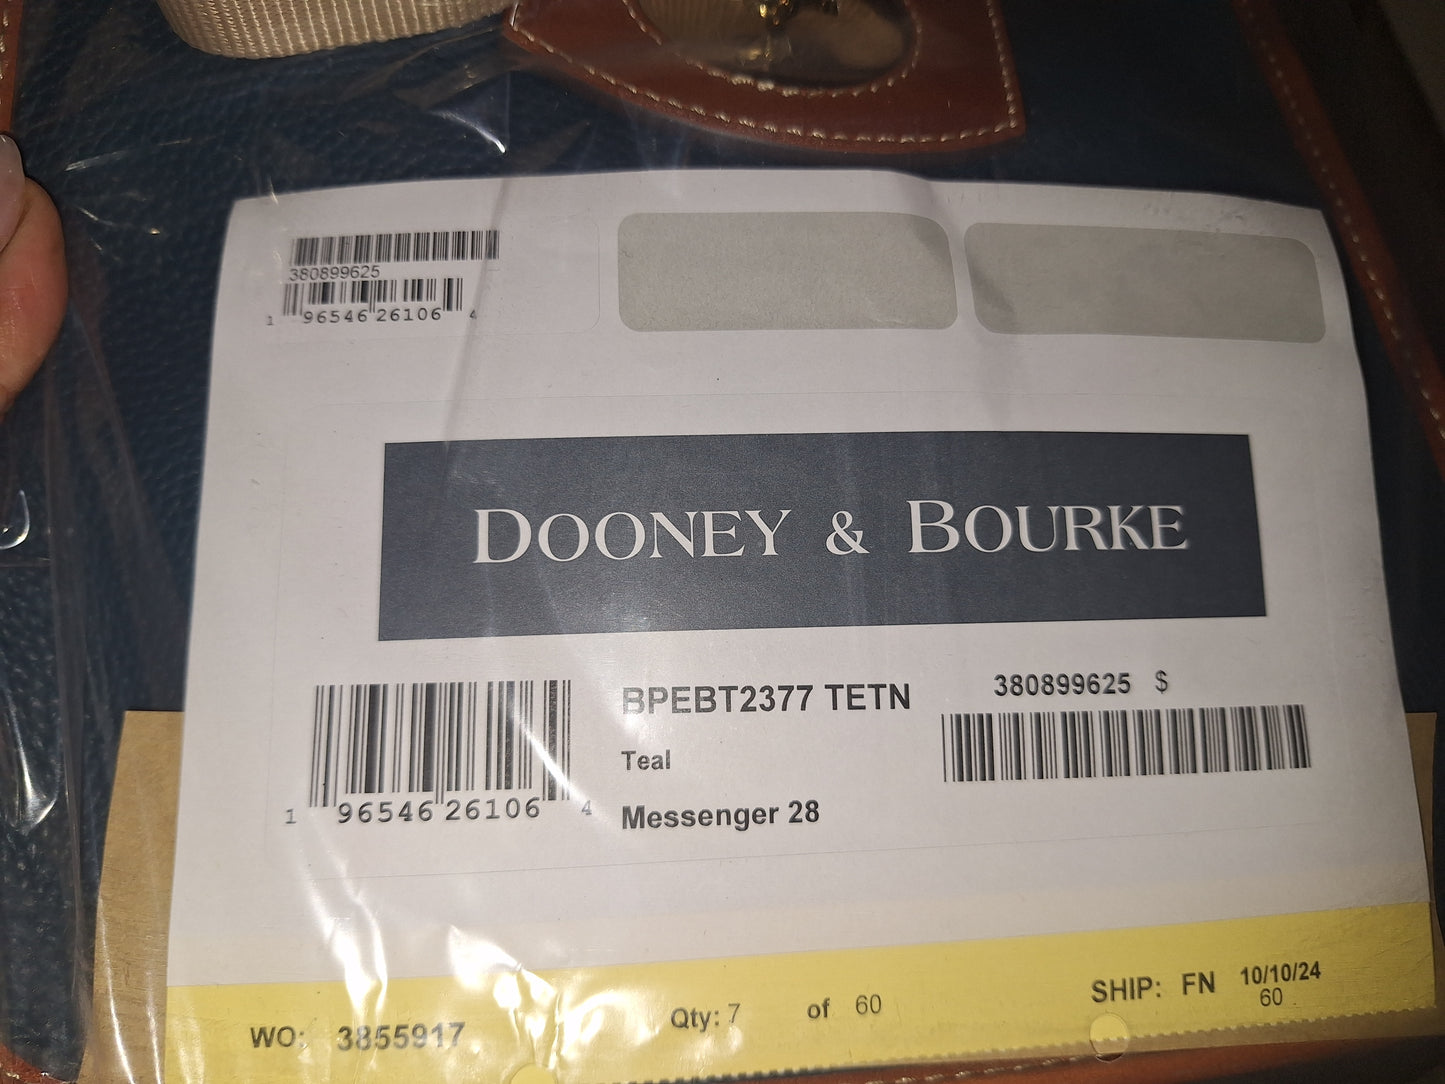 380899625
1 96546 26106 4
DOONEY & BOURKE
1 96546 26106 4
BPEBT2377 TETN
Teal
Messenger 28
380899625 $
WO: 3855917
Qty: 7 of 60
SHIP: FN 10/10/24
60